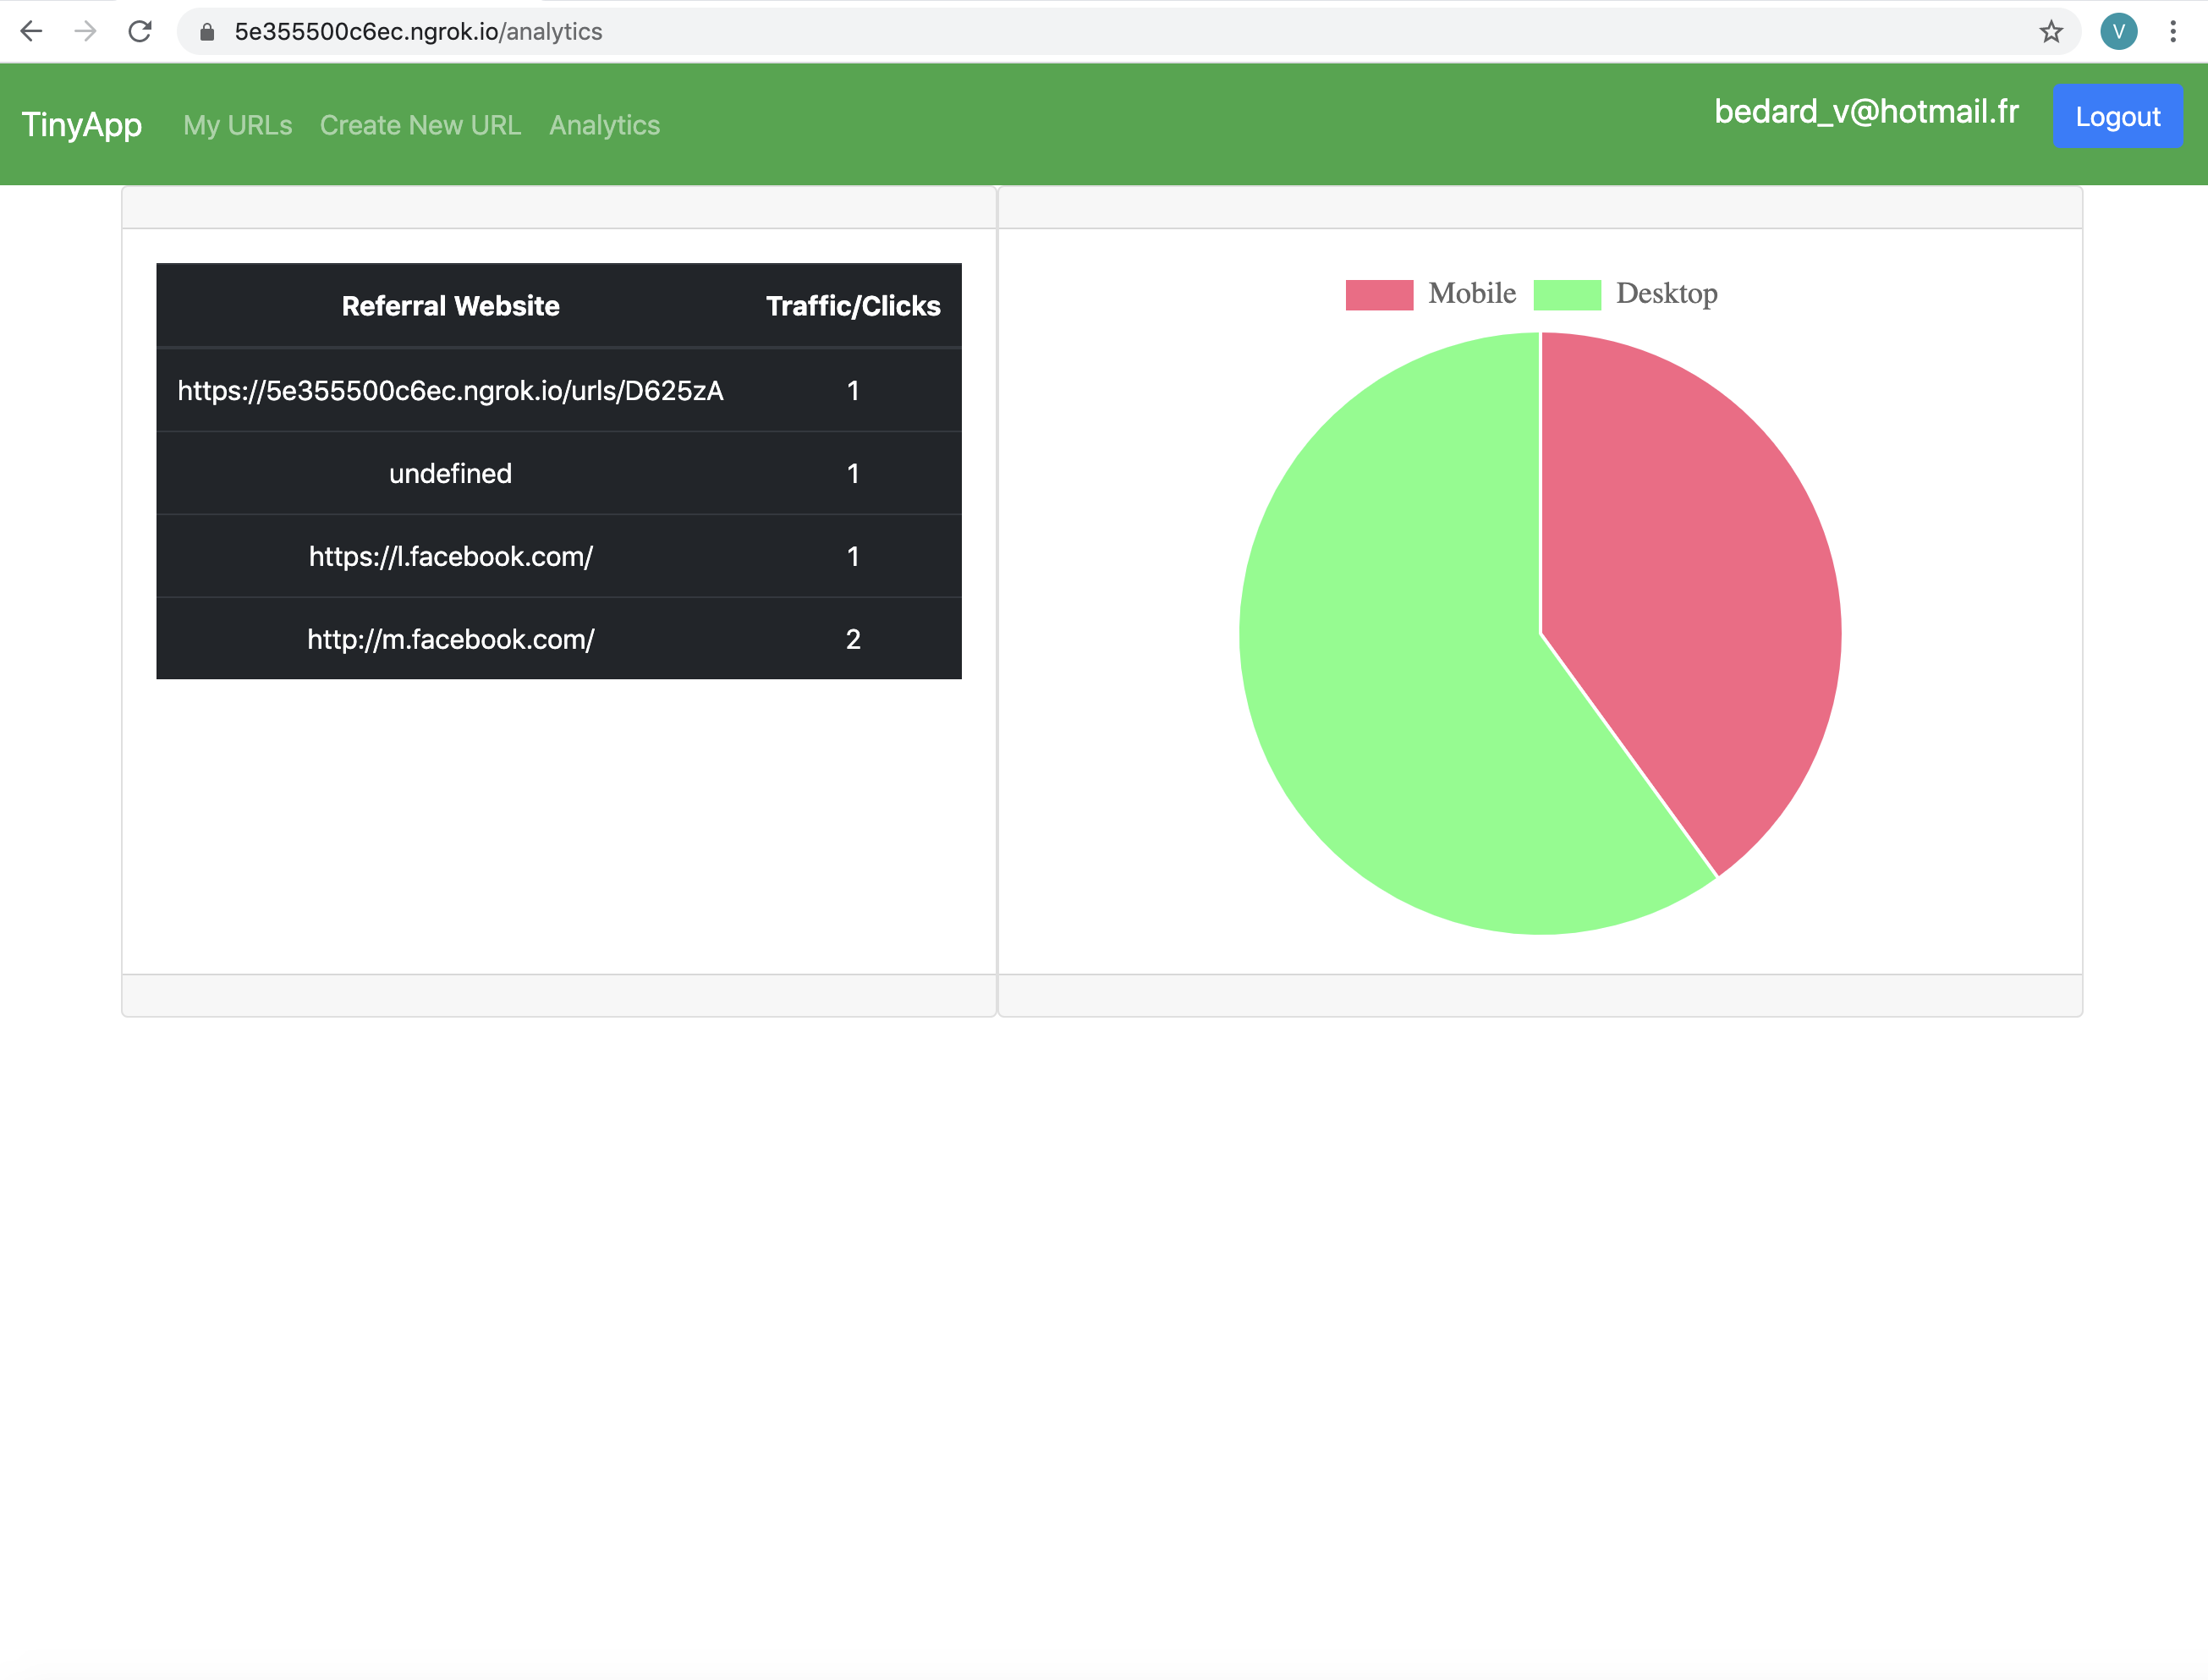 5e355500c6ec.ngrok.io/analytics
V
TinyApp My URLs Create New URL Analytics bedard_v@hotmail.fr Logout
Referral Website Traffic/Clicks
https://5e355500c6ec.ngrok.io/urls/D625zA 1
undefined 1
https://l.facebook.com/ 1
http://m.facebook.com/ 2
Mobile Desktop